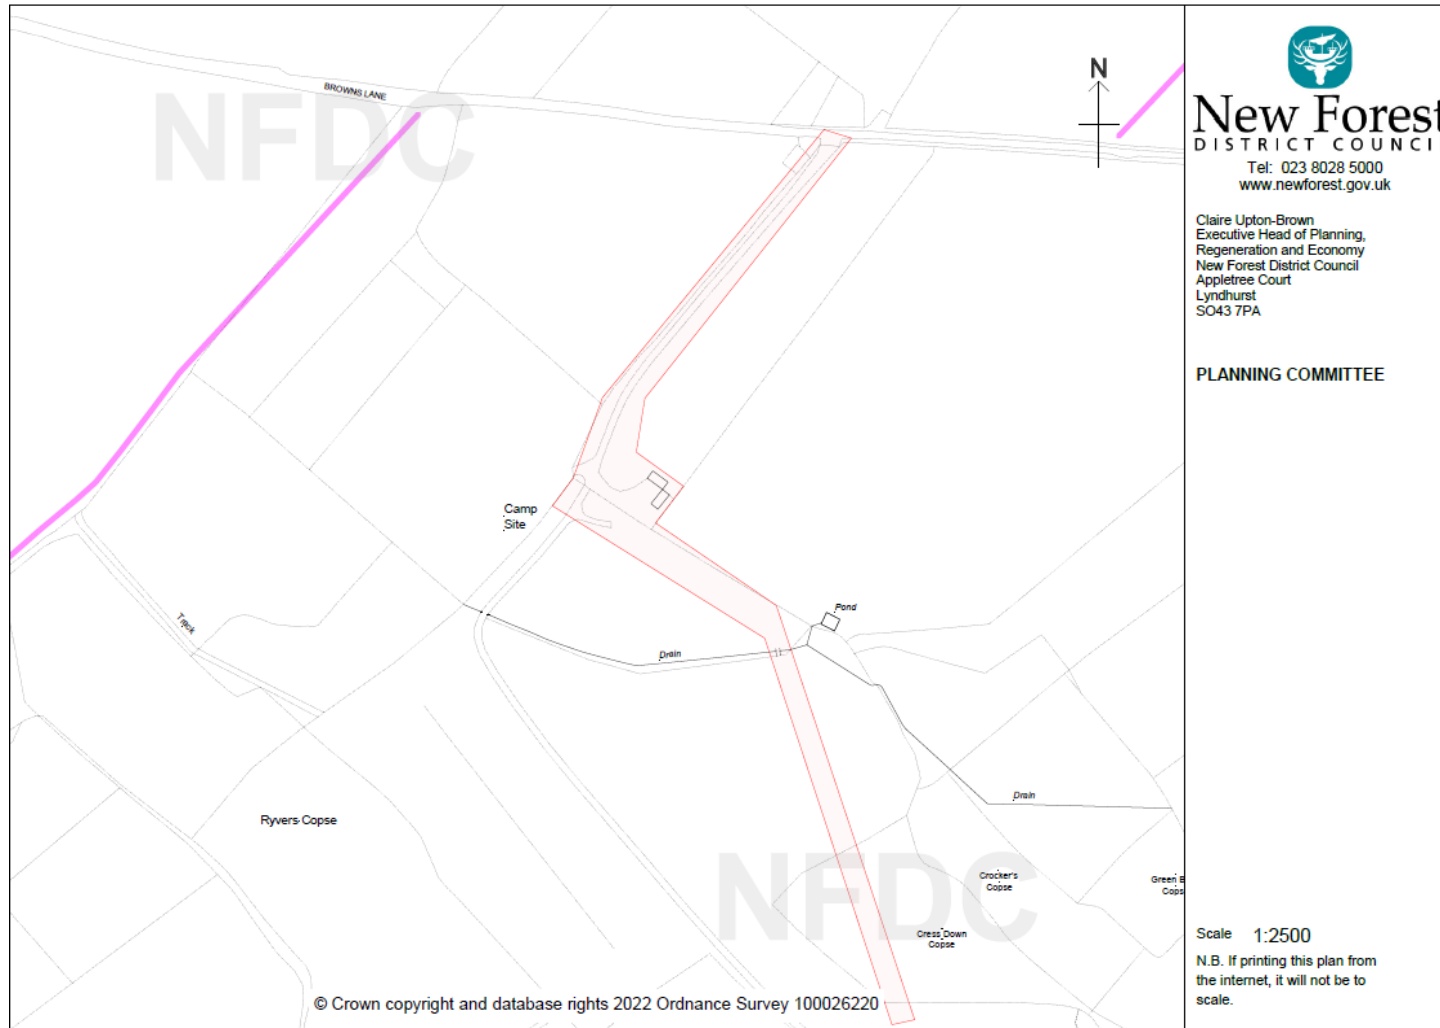 BROWNS LANE
NFDC
N
Camp
Site
Pond
Drain
Track
Drain
Ryvers Copse
NFDC
Crocker's
Copse
Green
Cress Down
Copse
© Crown copyright and database rights 2022 Ordnance Survey 100026220
New Forest
DISTRICT COUNCI
Tel: 023 8028 5000
www.newforest.gov.uk
Claire Upton-Brown
Executive Head of Planning,
Regeneration and Economy
New Forest District Council
Appletree Court
Lyndhurst
SO43 7PA
PLANNING COMMITTEE
Scale 1:2500
N.B. If printing this plan from
the internet, it will not be to
scale.